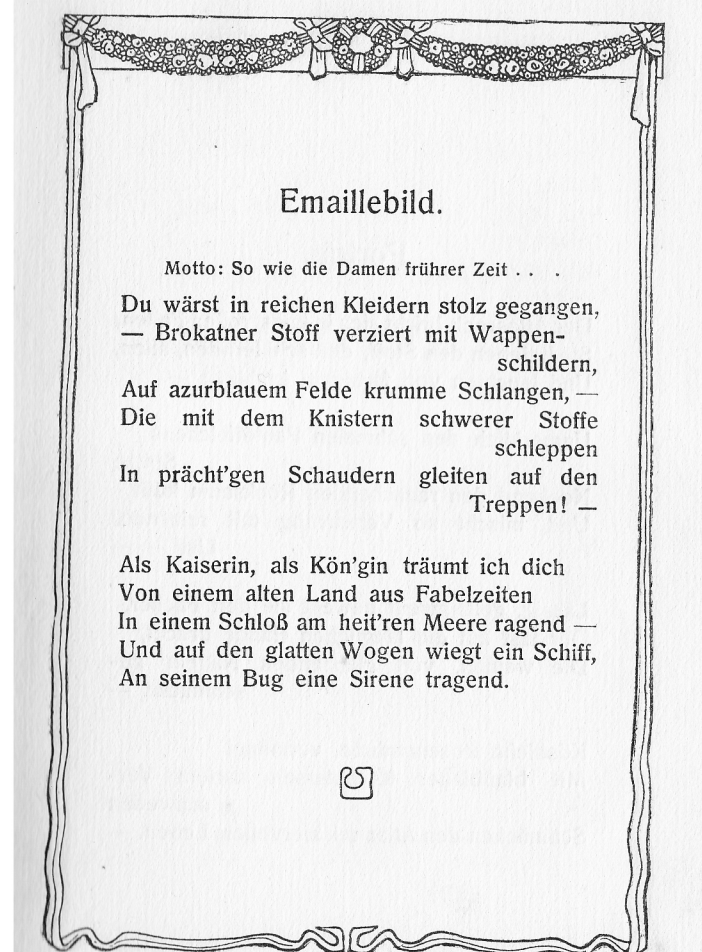 Emaillebild.
Motto: So wie die Damen frührer Zeit . . .
Du wärst in reichen Kleidern stolz gegangen,
— Brokatner Stoff verziert mit Wappen-
schildern,
Auf azurblauem Felde krumme Schlangen, —
Die mit dem Knistern schwerer Stoffe
schleppen
In prächt'gen Schaudern gleiten auf den
Treppen! —
Als Kaiserin, als Kön'gin träumt ich dich
Von einem alten Land aus Fabelzeiten
In einem Schloß am heit'ren Meere ragend —
Und auf den glatten Wogen wiegt ein Schiff,
An seinem Bug eine Sirene tragend.